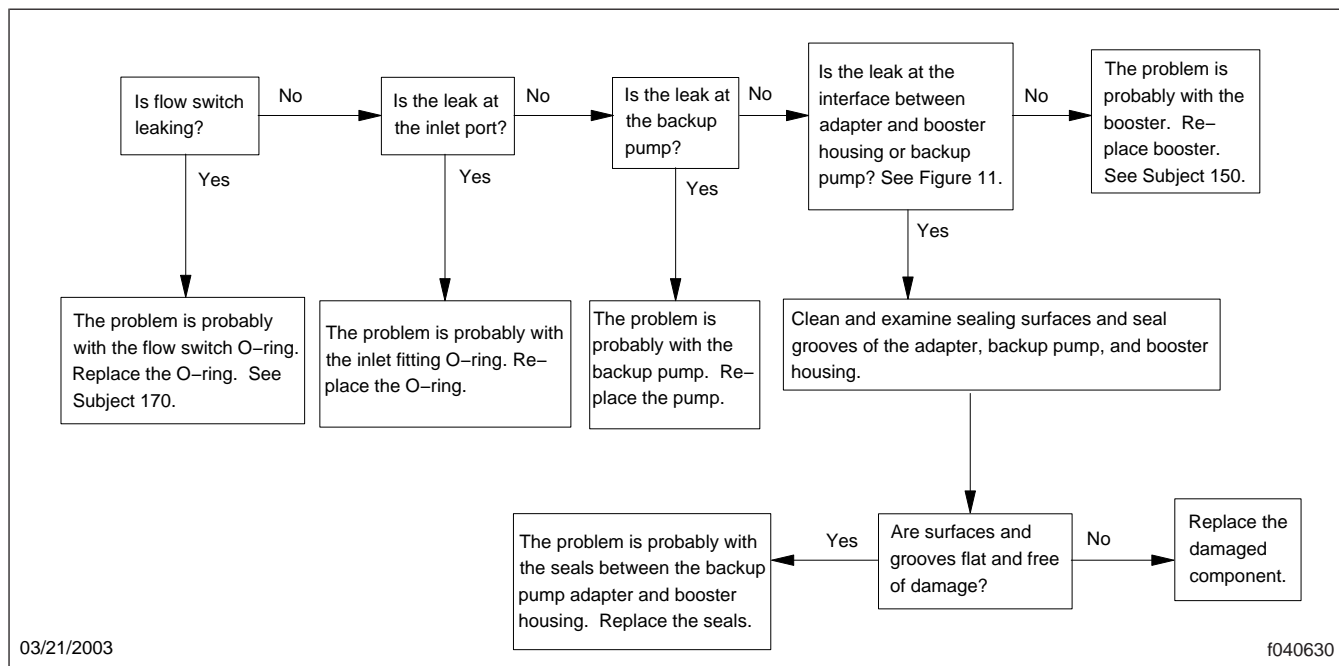 Is flow switch
leaking?
No
Is the leak at
the inlet port?
No
Is the leak at
the backup
pump?
No
Is the leak at the
interface between
adapter and booster
housing or backup
pump? See Figure 11.
No
The problem is
probably with the
booster. Re−
place booster.
See Subject 150.
Yes
Yes
Yes
Yes
The problem is probably
with the flow switch O−ring.
Replace the O−ring. See
Subject 170.
The problem is probably with
the inlet fitting O−ring. Re−
place the O−ring.
The problem is
probably with the
backup pump. Re−
place the pump.
Clean and examine sealing surfaces and seal
grooves of the adapter, backup pump, and booster
housing.
The problem is probably with
the seals between the backup
pump adapter and booster
housing. Replace the seals.
Yes
Are surfaces and
grooves flat and free
of damage?
No
Replace the
damaged
component.
03/21/2003
f040630